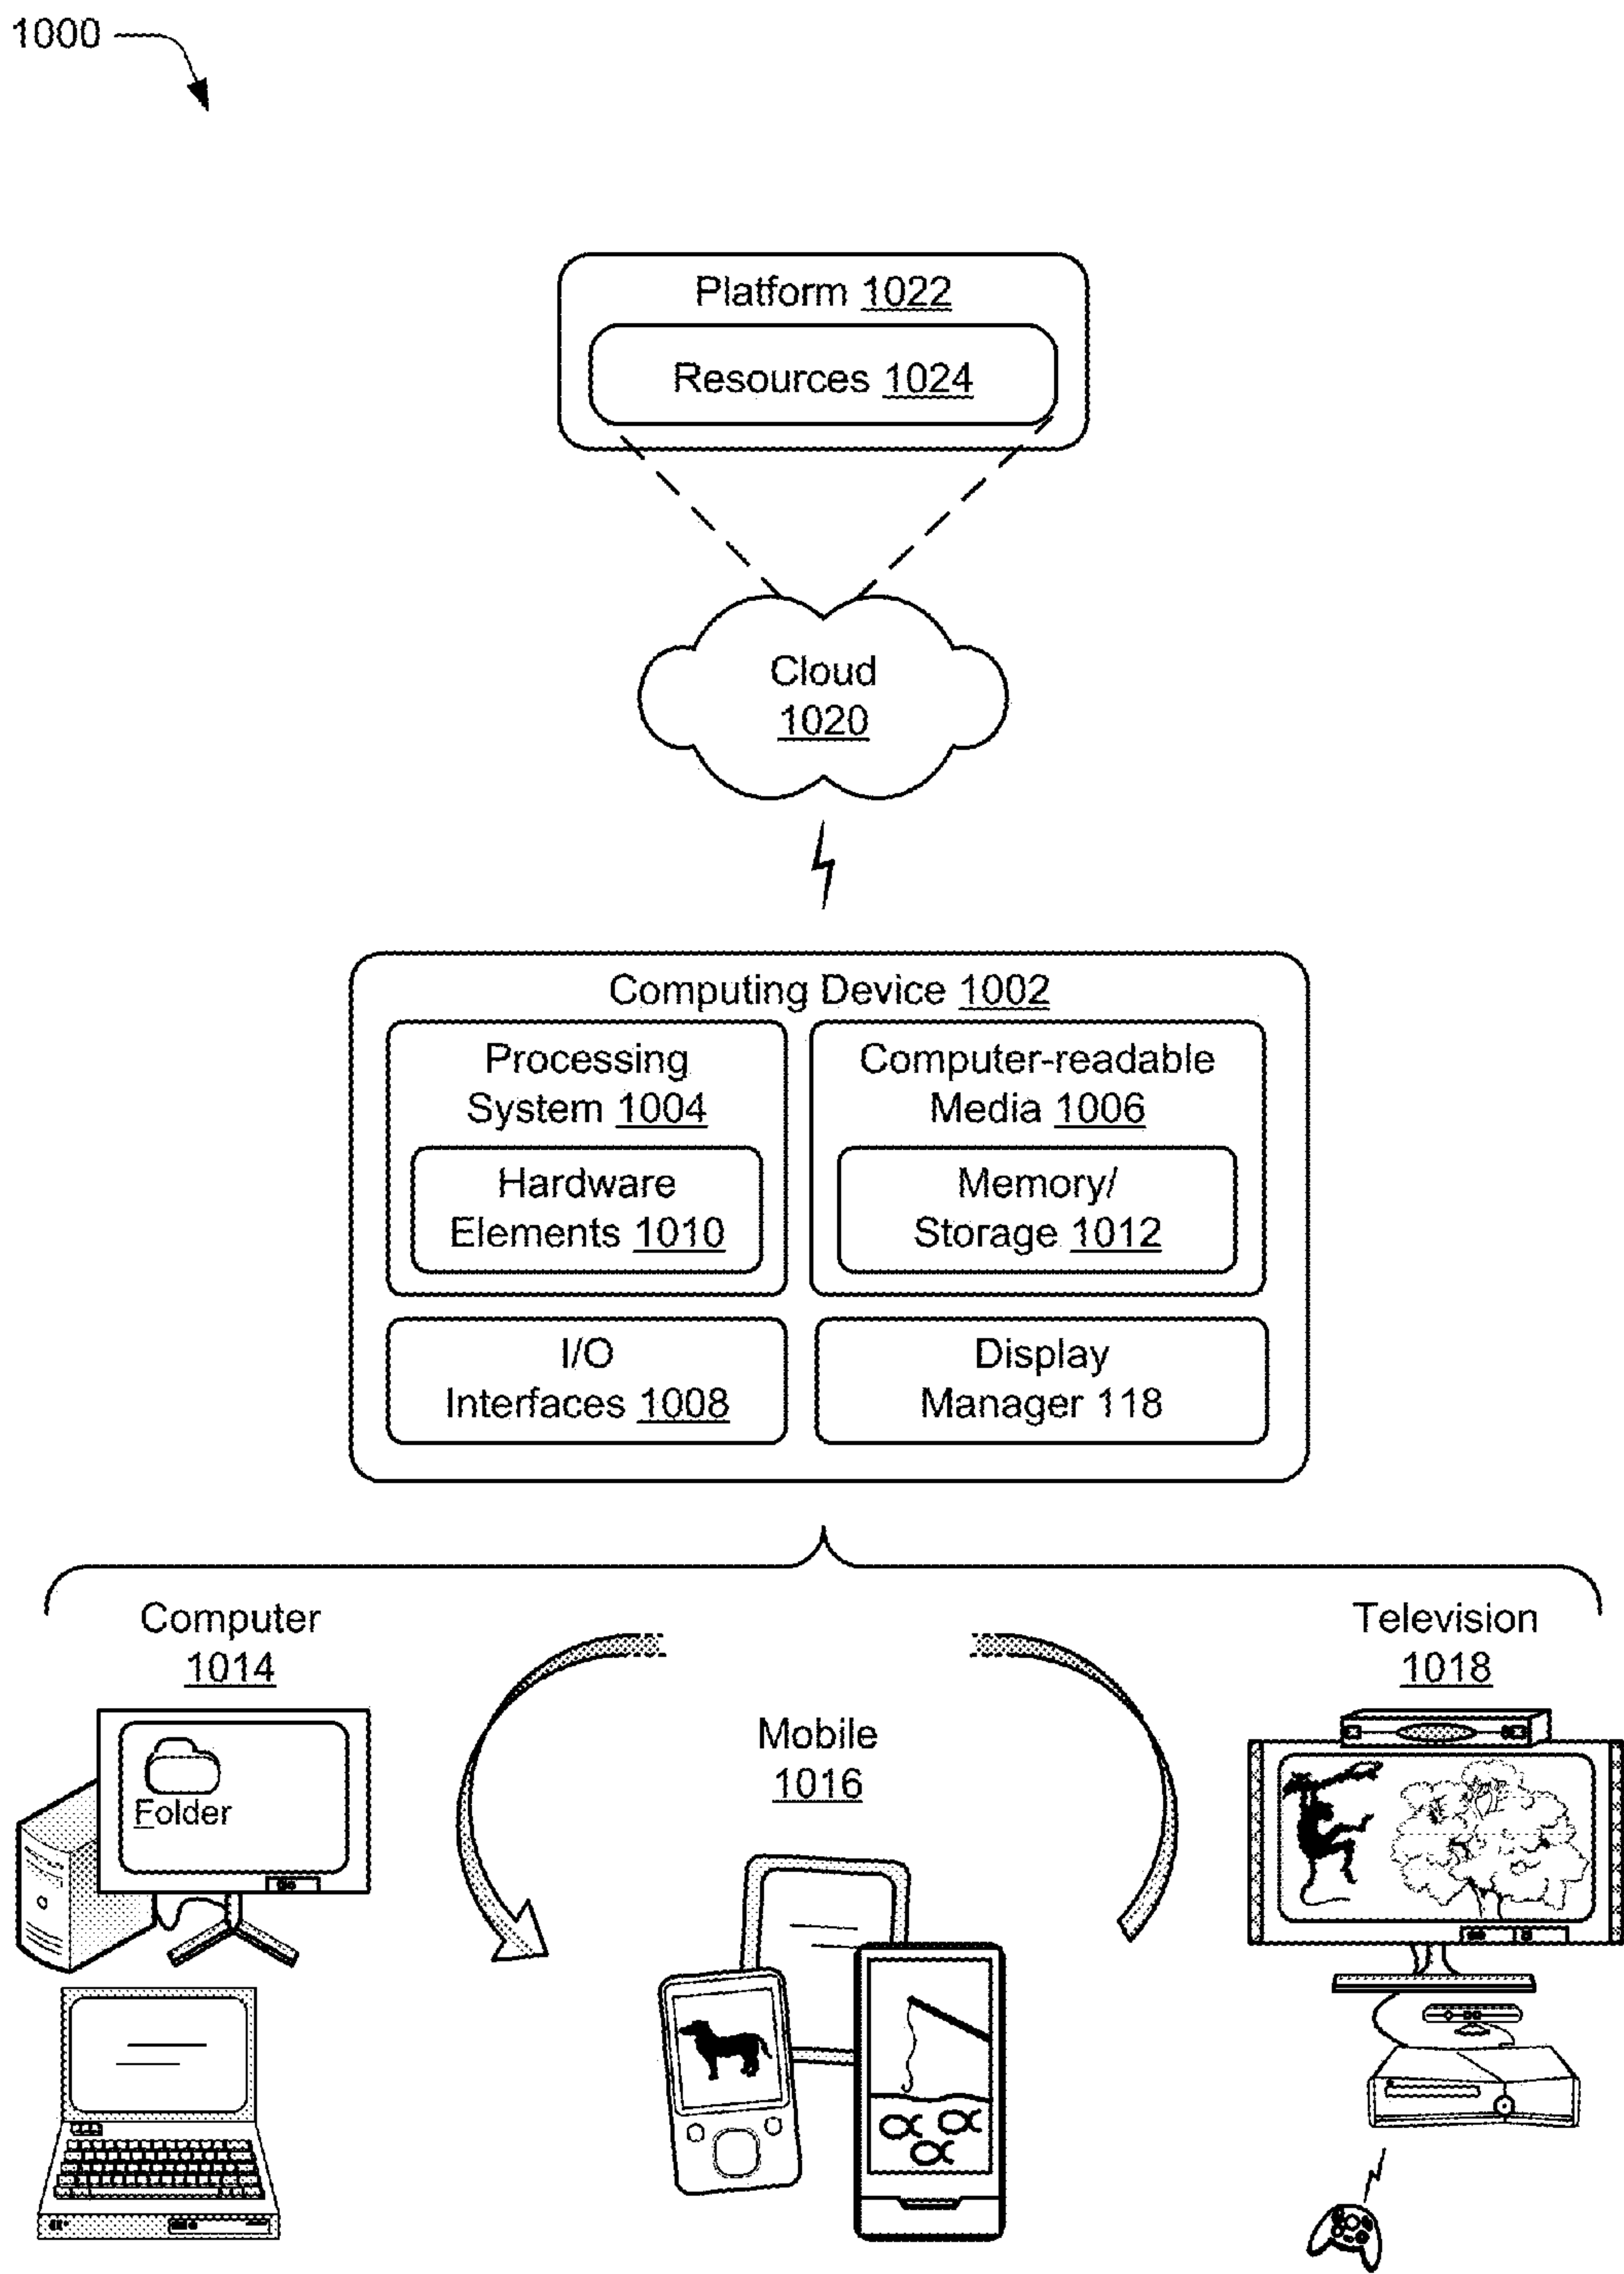 1000
Platform 1022
Resources 1024
Cloud
1020
Computing Device 1002
Processing
System 1004
Hardware
Elements 1010
Computer-readable
Media 1006
Memory/
Storage 1012
I/O
Interfaces 1008
Display
Manager 118
Computer
1014
Folder
Mobile
1016
Television
1018